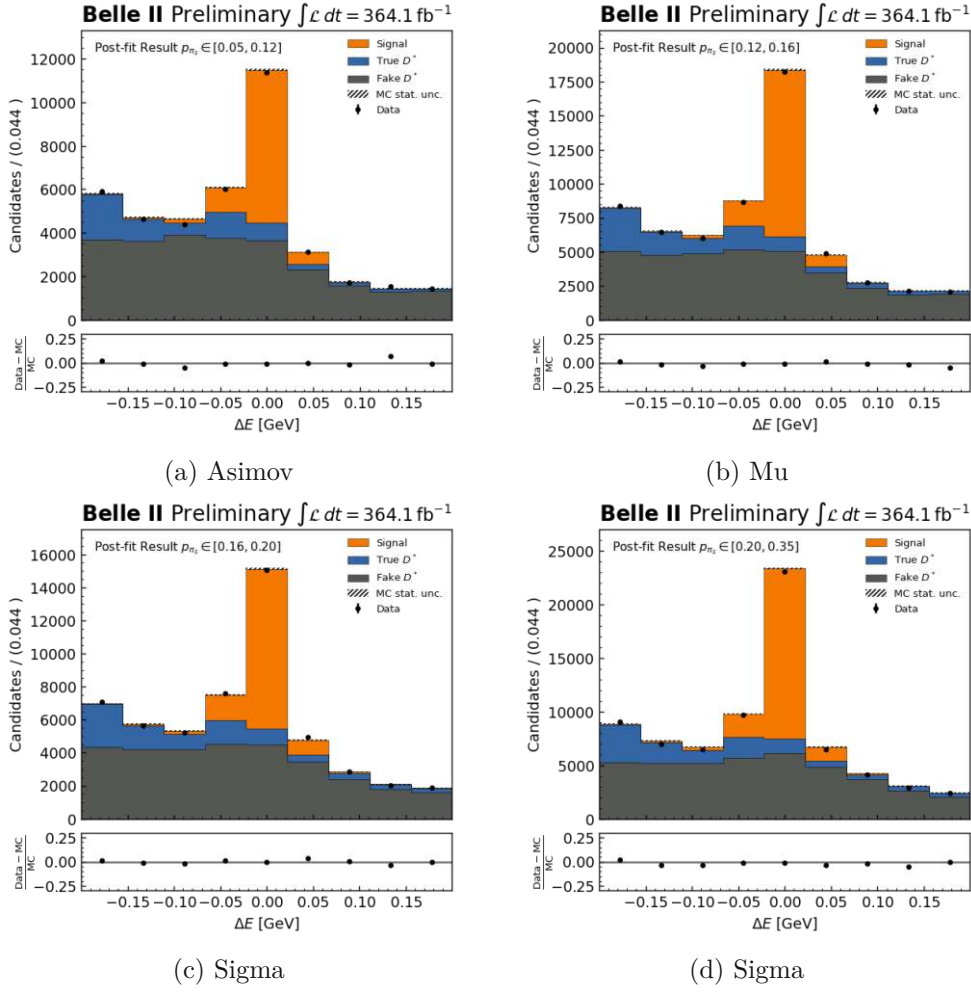 Belle II Preliminary ∫ℒ dt = 364.1 fb⁻¹
Post-fit Result p_{π_s} ∈ [0.05, 0.12]
Signal
True D*
Fake D*
MC stat. unc.
Data
Candidates / (0.044 )
12000
10000
8000
6000
4000
2000
0
Data − MC
MC
0.25
0.00
−0.25
−0.15 −0.10 −0.05 0.00 0.05 0.10 0.15
ΔE [GeV]
(a) Asimov
Belle II Preliminary ∫ℒ dt = 364.1 fb⁻¹
Post-fit Result p_{π_s} ∈ [0.12, 0.16]
Signal
True D*
Fake D*
MC stat. unc.
Data
Candidates / (0.044 )
20000
17500
15000
12500
10000
7500
5000
2500
0
Data − MC
MC
0.25
0.00
−0.25
−0.15 −0.10 −0.05 0.00 0.05 0.10 0.15
ΔE [GeV]
(b) Mu
Belle II Preliminary ∫ℒ dt = 364.1 fb⁻¹
Post-fit Result p_{π_s} ∈ [0.16, 0.20]
Signal
True D*
Fake D*
MC stat. unc.
Data
Candidates / (0.044 )
16000
14000
12000
10000
8000
6000
4000
2000
0
Data − MC
MC
0.25
0.00
−0.25
−0.15 −0.10 −0.05 0.00 0.05 0.10 0.15
ΔE [GeV]
(c) Sigma
Belle II Preliminary ∫ℒ dt = 364.1 fb⁻¹
Post-fit Result p_{π_s} ∈ [0.20, 0.35]
Signal
True D*
Fake D*
MC stat. unc.
Data
Candidates / (0.044 )
25000
20000
15000
10000
5000
0
Data − MC
MC
0.25
0.00
−0.25
−0.15 −0.10 −0.05 0.00 0.05 0.10 0.15
ΔE [GeV]
(d) Sigma